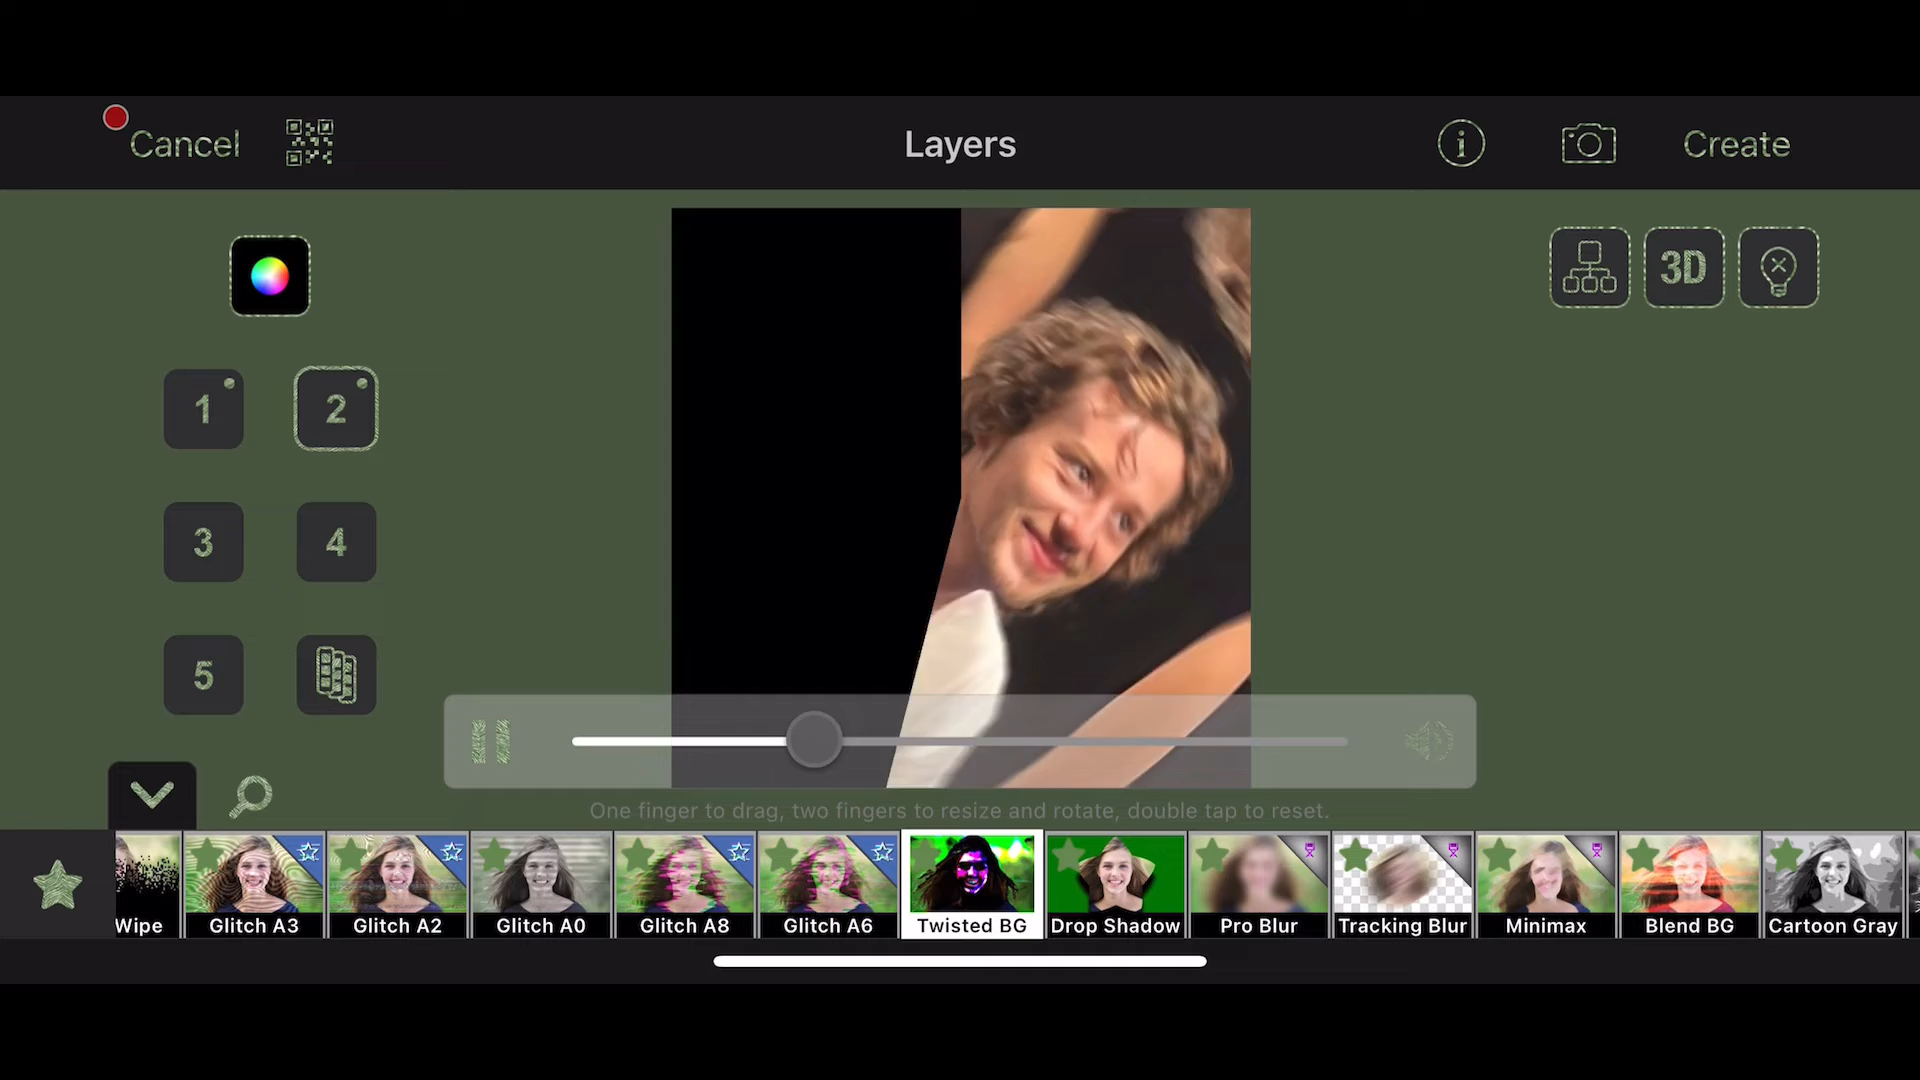 Cancel
Layers
Create
3D
1
2
3
4
5
One finger to drag, two fingers to resize and rotate, double tap to reset.
Wipe
Glitch A3
Glitch A2
Glitch A0
Glitch A8
Glitch A6
Twisted BG
Drop Shadow
Pro Blur
Tracking Blur
Minimax
Blend BG
Cartoon Gray